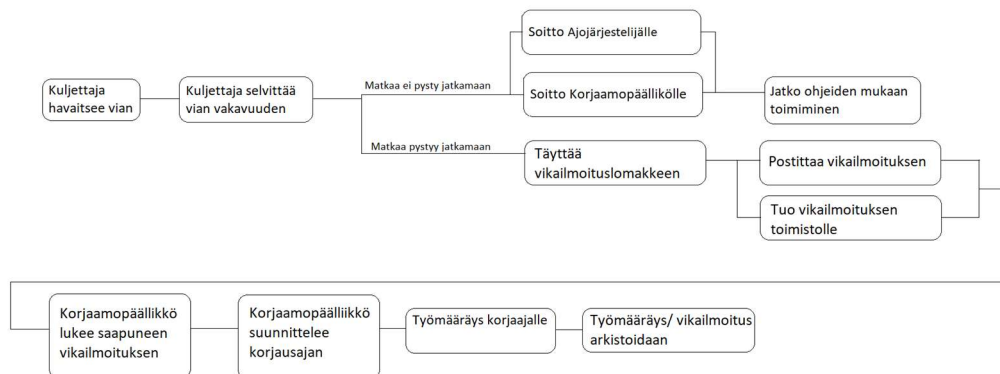 Kuljettaja
havaitsee vian
Kuljettaja selvittää
vian vakavuuden
Matkaa ei pysty jatkamaan
Soitto Ajojärjestelijälle
Soitto Korjaamopäällikölle
Jatko ohjeiden mukaan
toimiminen
Matkaa pystyy jatkamaan
Täyttää
vikailmoituslomakkeen
Postittaa vikailmoituksen
Tuo vikailmoituksen
toimistolle
Korjaamopäällikkö
lukee saapuneen
vikailmoituksen
Korjaamopälliikkö
suunnittelee
korjausajan
Työmääräys korjaajalle
Työmääräys/ vikailmoitus
arkistoidaan